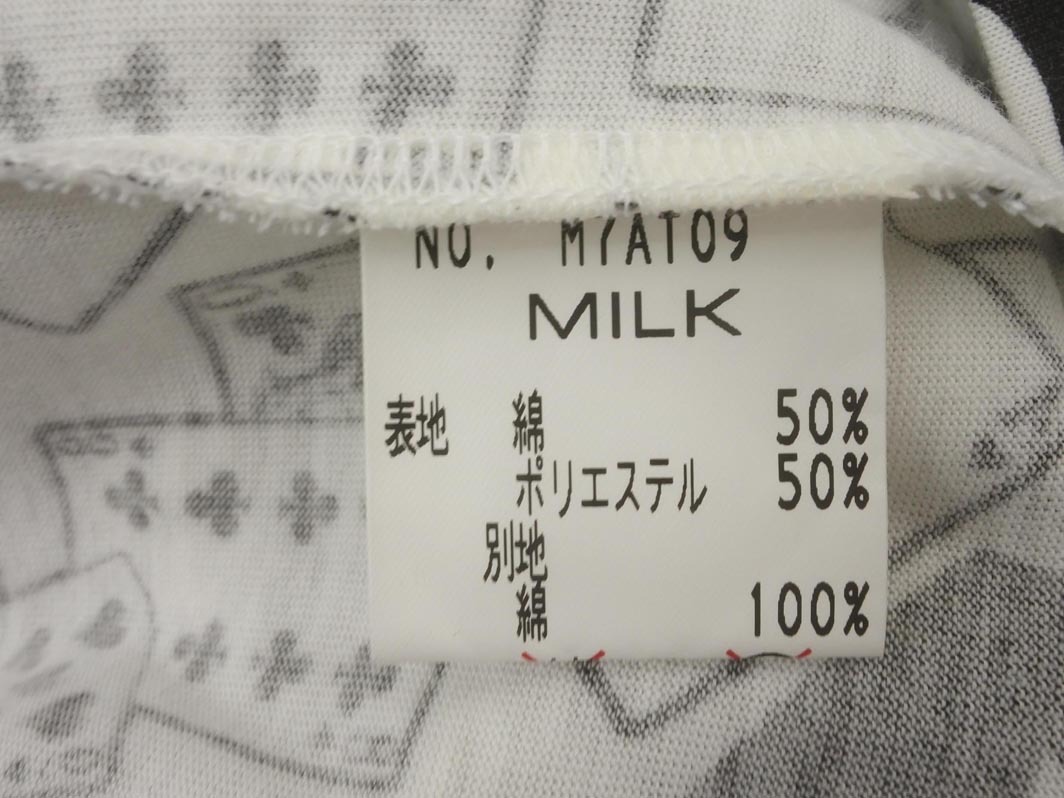 NO. M7AT09
MILK
表地 綿 50%
ポリエステル 50%
別地
綿 100%